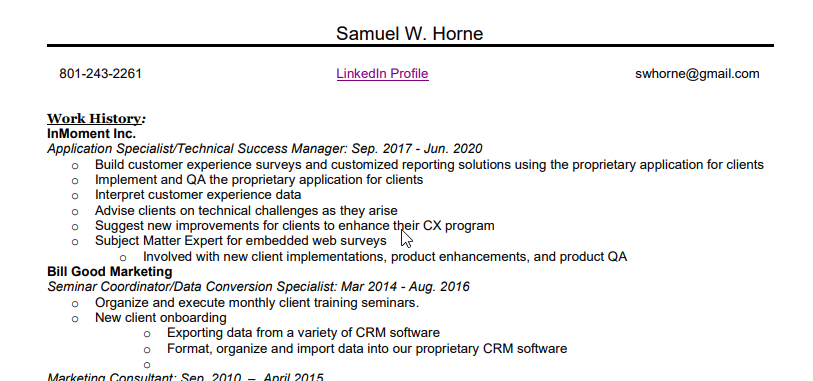 Samuel W. Horne
801-243-2261 LinkedIn Profile swhorne@gmail.com
Work History:
InMoment Inc.
Application Specialist/Technical Success Manager: Sep. 2017 - Jun. 2020
o Build customer experience surveys and customized reporting solutions using the proprietary application for clients
o Implement and QA the proprietary application for clients
o Interpret customer experience data
o Advise clients on technical challenges as they arise
o Suggest new improvements for clients to enhance their CX program
o Subject Matter Expert for embedded web surveys
o Involved with new client implementations, product enhancements, and product QA
Bill Good Marketing
Seminar Coordinator/Data Conversion Specialist: Mar 2014 - Aug. 2016
o Organize and execute monthly client training seminars.
o New client onboarding
o Exporting data from a variety of CRM software
o Format, organize and import data into our proprietary CRM software
o
Marketing Consultant: Sep. 2010 – April 2015